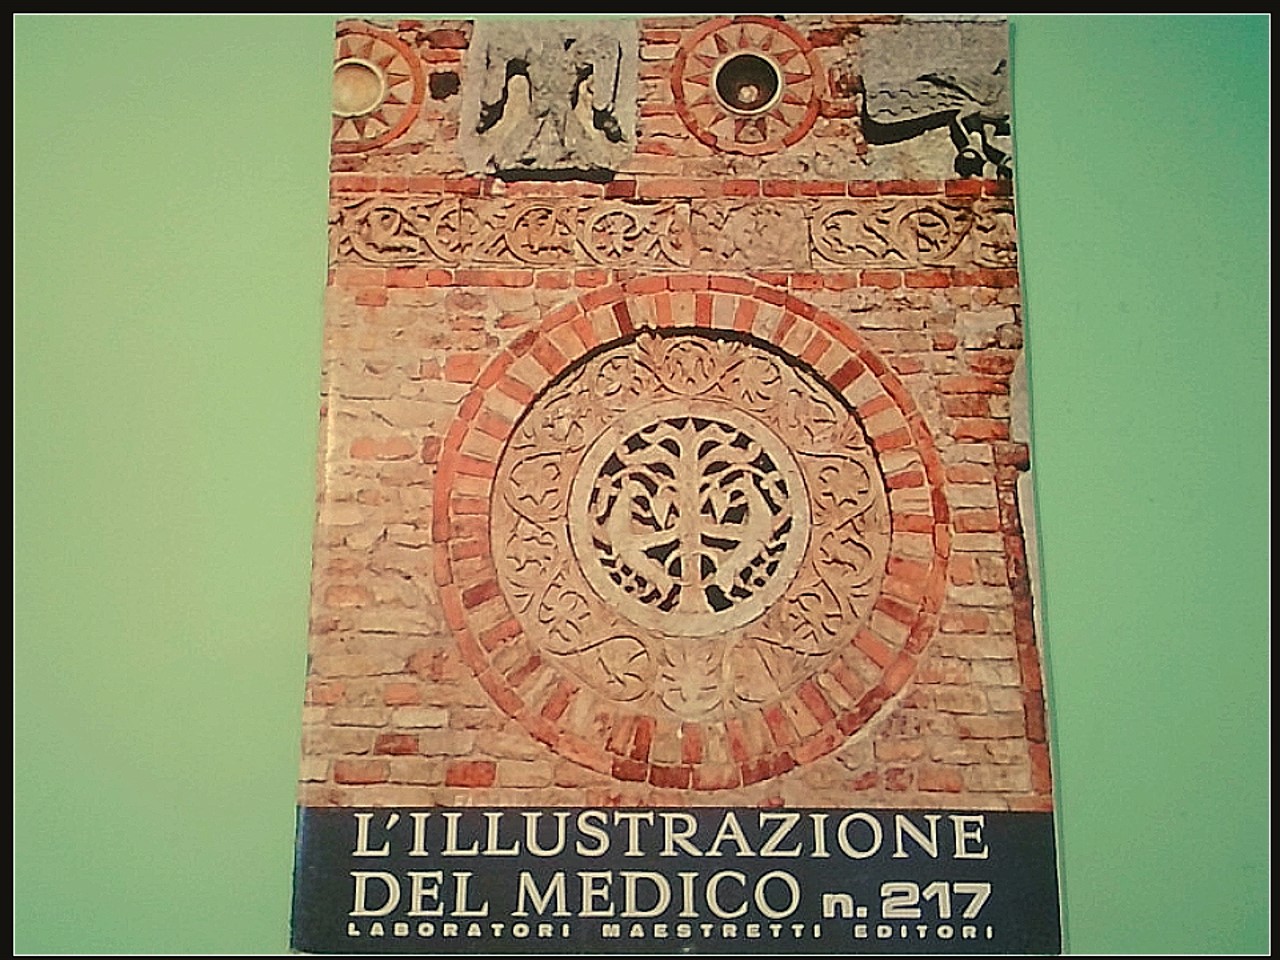 L'ILLUSTRAZIONE
DEL MEDICO n. 217
LABORATORI MAESTRETTI EDITORI